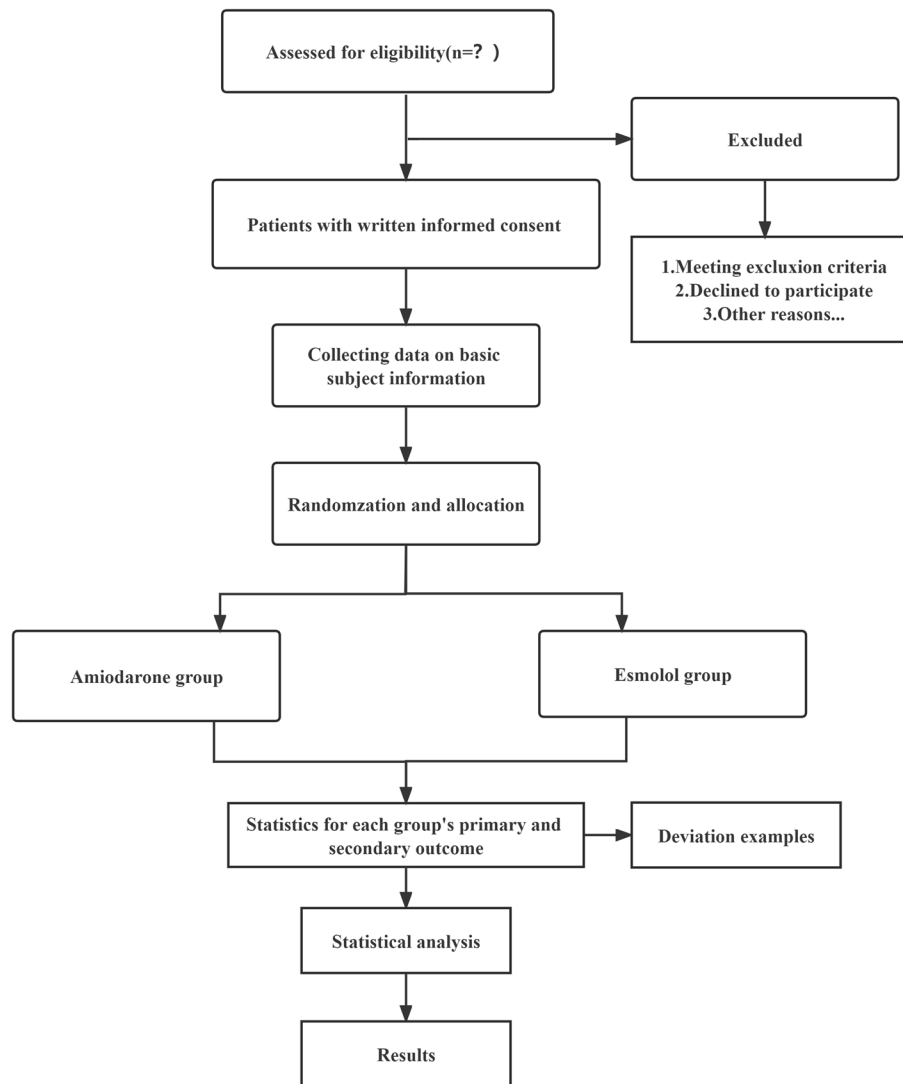 Assessed for eligibility(n=？ )
Excluded
Patients with written informed consent
1.Meeting excluxion criteria
2.Declined to participate
3.Other reasons...
Collecting data on basic
subject information
Randomzation and allocation
Amiodarone group
Esmolol group
Statistics for each group's primary and
secondary outcome
Deviation examples
Statistical analysis
Results